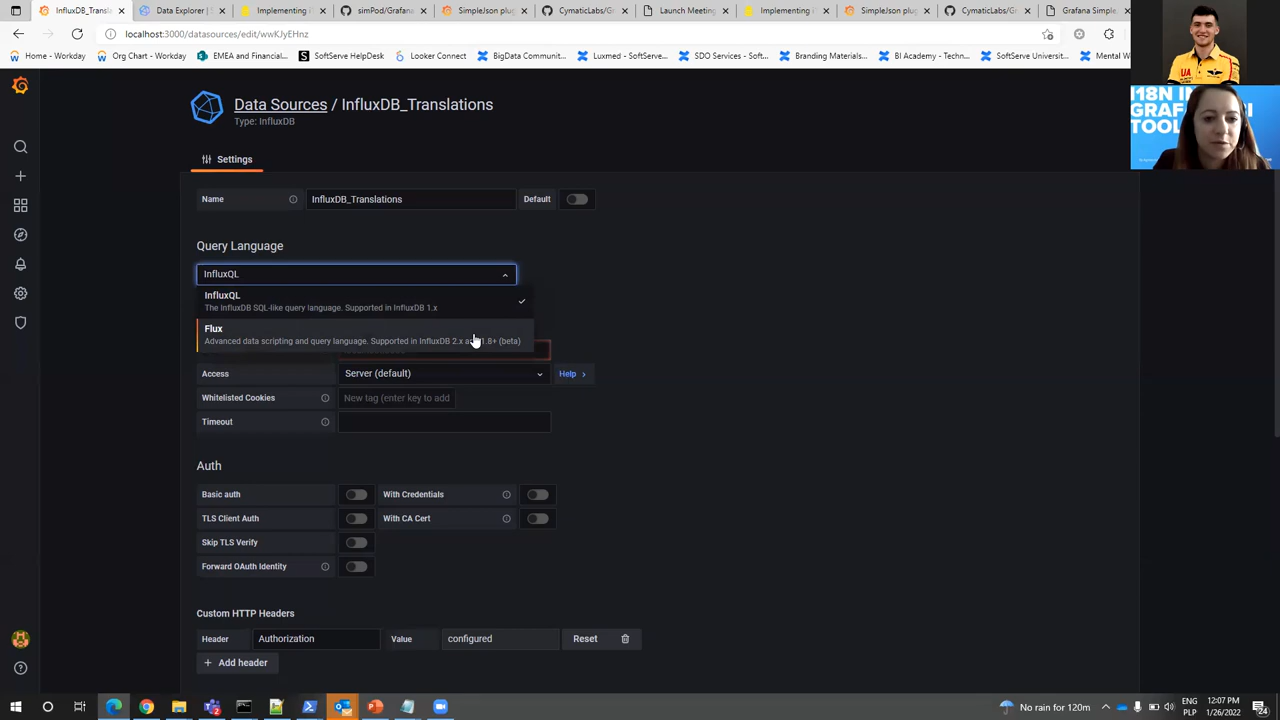 InfluxDB_Transla
Data Explorer |
Implementing i
simPod/Grafana
SimpleJson plug
CymaticLabs/G
Launch Meeting
Implementing i
SimpleJson plug
CymaticLabs/G
Grafana Simple
localhost:3000/datasources/edit/wwKJyEHnz
Home - Workday
Org Chart - Workday
EMEA and Financial...
SoftServe HelpDesk
Looker Connect
BigData Communit...
Luxmed - SoftServe...
SDO Services - Soft...
Branding Materials...
BI Academy - Techn...
SoftServe Universit...
Mental W
I18N IN
GRAFA
BI
TOO
Data Sources / InfluxDB_Translations
Type: InfluxDB
Settings
Name
InfluxDB_Translations
Default
Query Language
InfluxQL
InfluxQL
The InfluxDB SQL-like query language. Supported in InfluxDB 1.x
Flux
Advanced data scripting and query language. Supported in InfluxDB 2.x and 1.8+ (beta)
Access
Server (default)
Help >
Whitelisted Cookies
New tag (enter key to add
Timeout
Auth
Basic auth
With Credentials
TLS Client Auth
With CA Cert
Skip TLS Verify
Forward OAuth Identity
Custom HTTP Headers
Header
Authorization
Value
configured
Reset
+ Add header
No rain for 120m
ENG
PLP
12:07 PM
1/26/2022
24